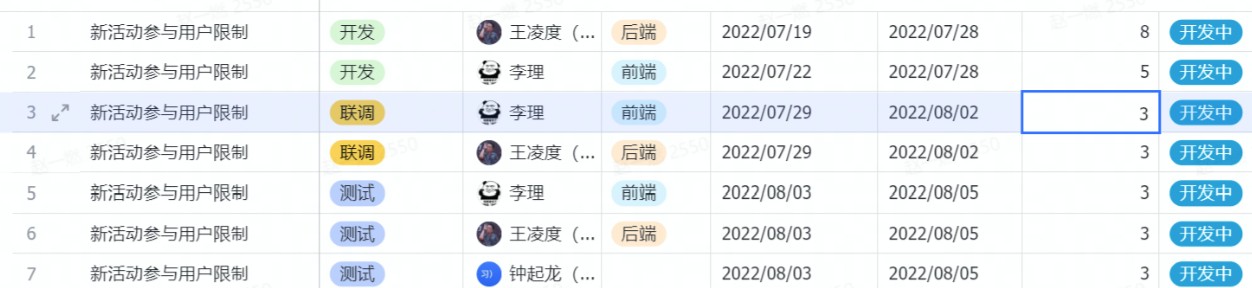 1 新活动参与用户限制 开发 王凌度（... 后端 2022/07/19 2022/07/28 8 开发中
2 新活动参与用户限制 开发 李理 前端 2022/07/22 2022/07/28 5 开发中
3 新活动参与用户限制 联调 李理 前端 2022/07/29 2022/08/02 3 开发中
4 新活动参与用户限制 联调 王凌度（... 后端 2022/07/29 2022/08/02 3 开发中
5 新活动参与用户限制 测试 李理 前端 2022/08/03 2022/08/05 3 开发中
6 新活动参与用户限制 测试 王凌度（... 后端 2022/08/03 2022/08/05 3 开发中
7 新活动参与用户限制 测试 钟起龙（... 2022/08/03 2022/08/05 3 开发中